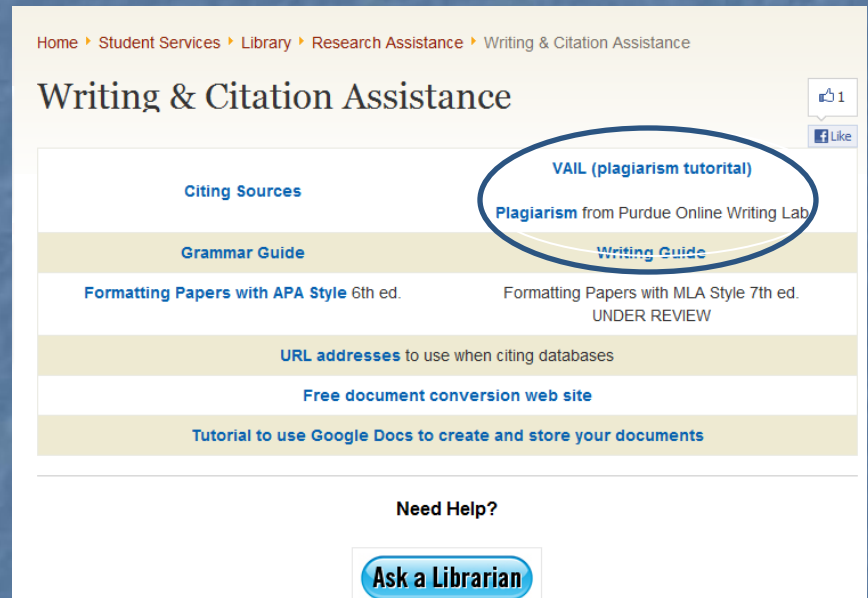 Home Student Services Library Research Assistance Writing & Citation Assistance
Writing & Citation Assistance
1
Like
Citing Sources
VAIL (plagiarism tutorital)
Plagiarism from Purdue Online Writing Lab
Grammar Guide
Writing Guide
Formatting Papers with APA Style 6th ed.
Formatting Papers with MLA Style 7th ed.
UNDER REVIEW
URL addresses to use when citing databases
Free document conversion web site
Tutorial to use Google Docs to create and store your documents
Need Help?
Ask a Librarian